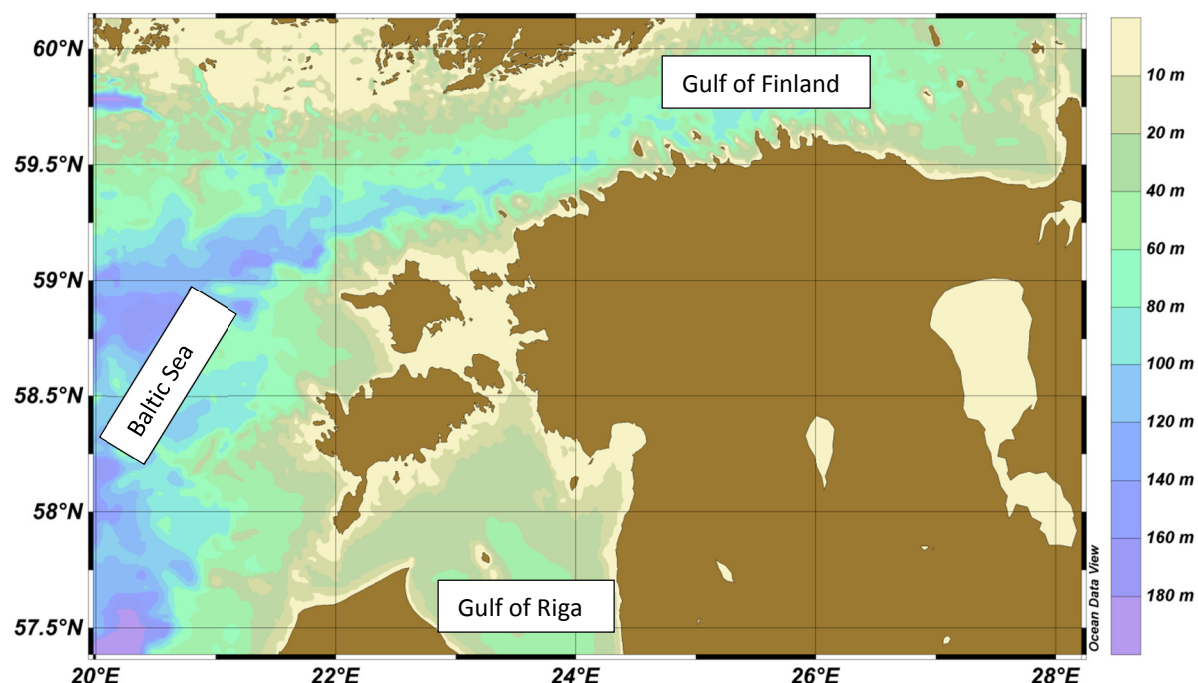 60°N
59.5°N
59°N
58.5°N
58°N
57.5°N
20°E
22°E
24°E
26°E
28°E
Gulf of Finland
Baltic Sea
Gulf of Riga
Ocean Data View
10 m
20 m
40 m
60 m
80 m
100 m
120 m
140 m
160 m
180 m